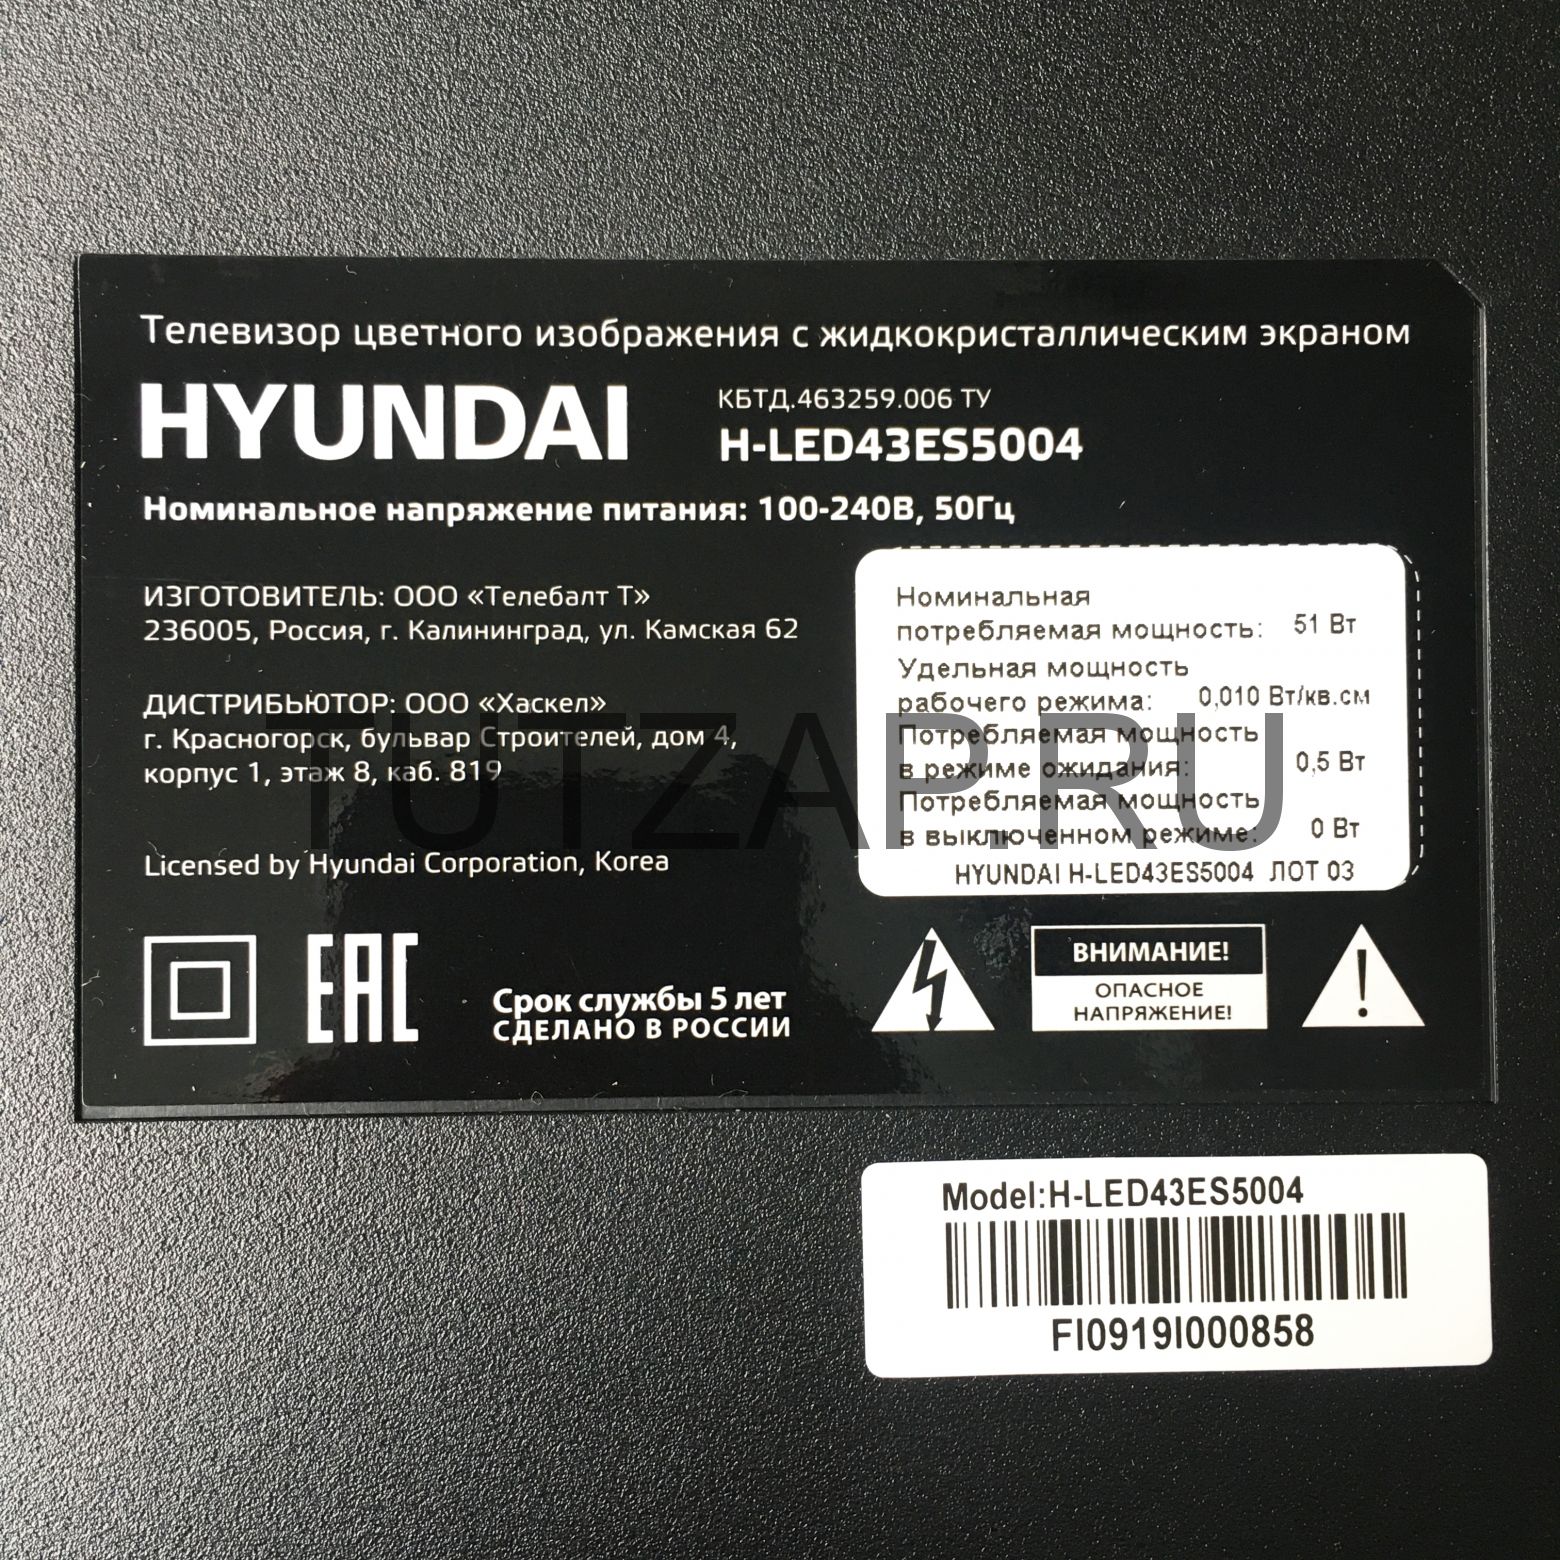 Телевизор цветного изображения с жидкокристаллическим экраном
HYUNDAI
КБТД.463259.006 ТУ
H-LED43ES5004
Номинальное напряжение питания: 100-240В, 50Гц
ИЗГОТОВИТЕЛЬ: ООО «Телебалт Т»
236005, Россия, г. Калининград, ул. Камская 62
ДИСТРИБЬЮТОР: ООО «Хаскел»
г. Красногорск, бульвар Строителей, дом 4,
корпус 1, этаж 8, каб. 819
Licensed by Hyundai Corporation, Korea
Номинальная
потребляемая мощность: 51 Вт
Удельная мощность
рабочего режима: 0,010 Вт/кв.см
Потребляемая мощность
в режиме ожидания: 0,5 Вт
Потребляемая мощность
в выключенном режиме: 0 Вт
HYUNDAI H-LED43ES5004 ЛОТ 03
TUTZAP.RU
EAC
Срок службы 5 лет
СДЕЛАНО В РОССИИ
ВНИМАНИЕ!
ОПАСНОЕ
НАПРЯЖЕНИЕ!
Model:H-LED43ES5004
FI0919I000858